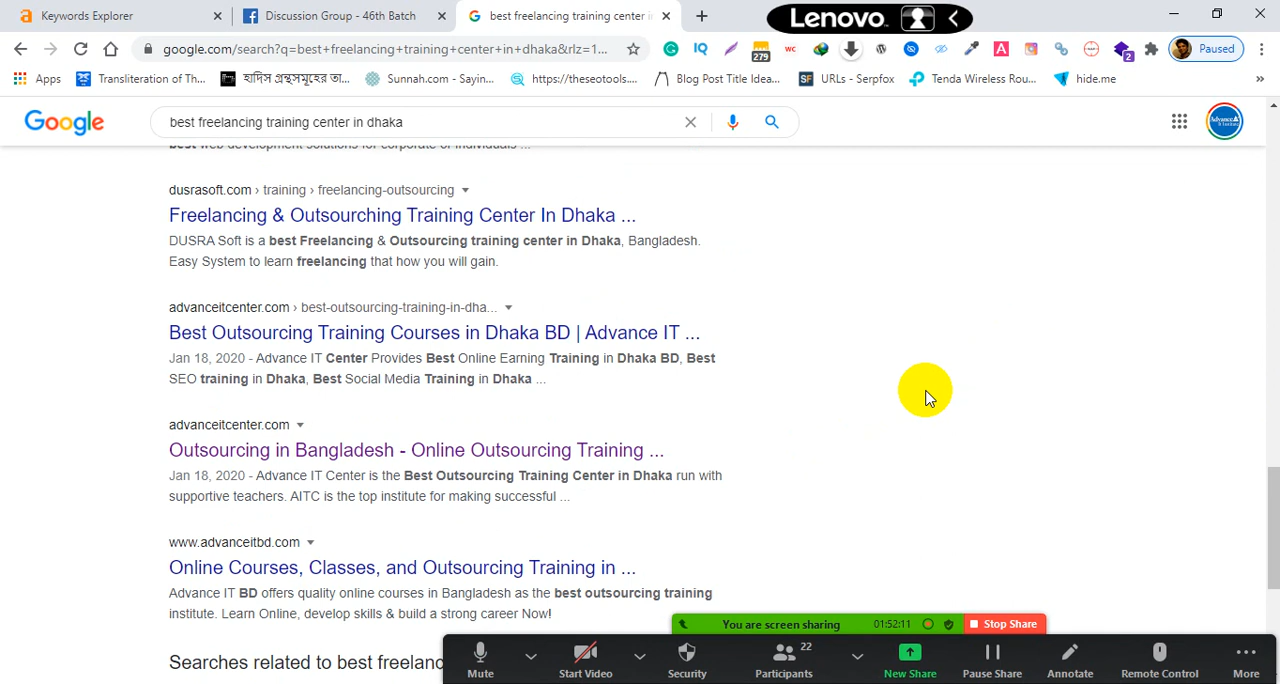 Keywords Explorer
Discussion Group - 46th Batch
best freelancing training center in
Lenovo
google.com/search?q=best+freelancing+training+center+in+dhaka&rlz=1...
IQ
279
WC
A
2
Paused
Apps
Transliteration of Th...
হাদিস গ্রন্থসমূহের তা...
Sunnah.com - Sayin...
https://theseotools....
Blog Post Title Idea...
SF
URLs - Serpfox
Tenda Wireless Rou...
hide.me
»
Google
best freelancing training center in dhaka
best web development solutions for corporate or individuals ...
dusrasoft.com › training › freelancing-outsourcing
Freelancing & Outsourching Training Center In Dhaka ...
DUSRA Soft is a best Freelancing & Outsourcing training center in Dhaka, Bangladesh.
Easy System to learn freelancing that how you will gain.
advanceitcenter.com › best-outsourcing-training-in-dha...
Best Outsourcing Training Courses in Dhaka BD | Advance IT ...
Jan 18, 2020 - Advance IT Center Provides Best Online Earning Training in Dhaka BD, Best
SEO training in Dhaka, Best Social Media Training in Dhaka ...
advanceitcenter.com
Outsourcing in Bangladesh - Online Outsourcing Training ...
Jan 18, 2020 - Advance IT Center is the Best Outsourcing Training Center in Dhaka run with
supportive teachers. AITC is the top institute for making successful ...
www.advanceitbd.com
Online Courses, Classes, and Outsourcing Training in ...
Advance IT BD offers quality online courses in Bangladesh as the best outsourcing training
institute. Learn Online, develop skills & build a strong career Now!
Searches related to best freelanc
You are screen sharing
01:52:11
Stop Share
Mute
Start Video
Security
Participants
22
New Share
Pause Share
Annotate
Remote Control
More